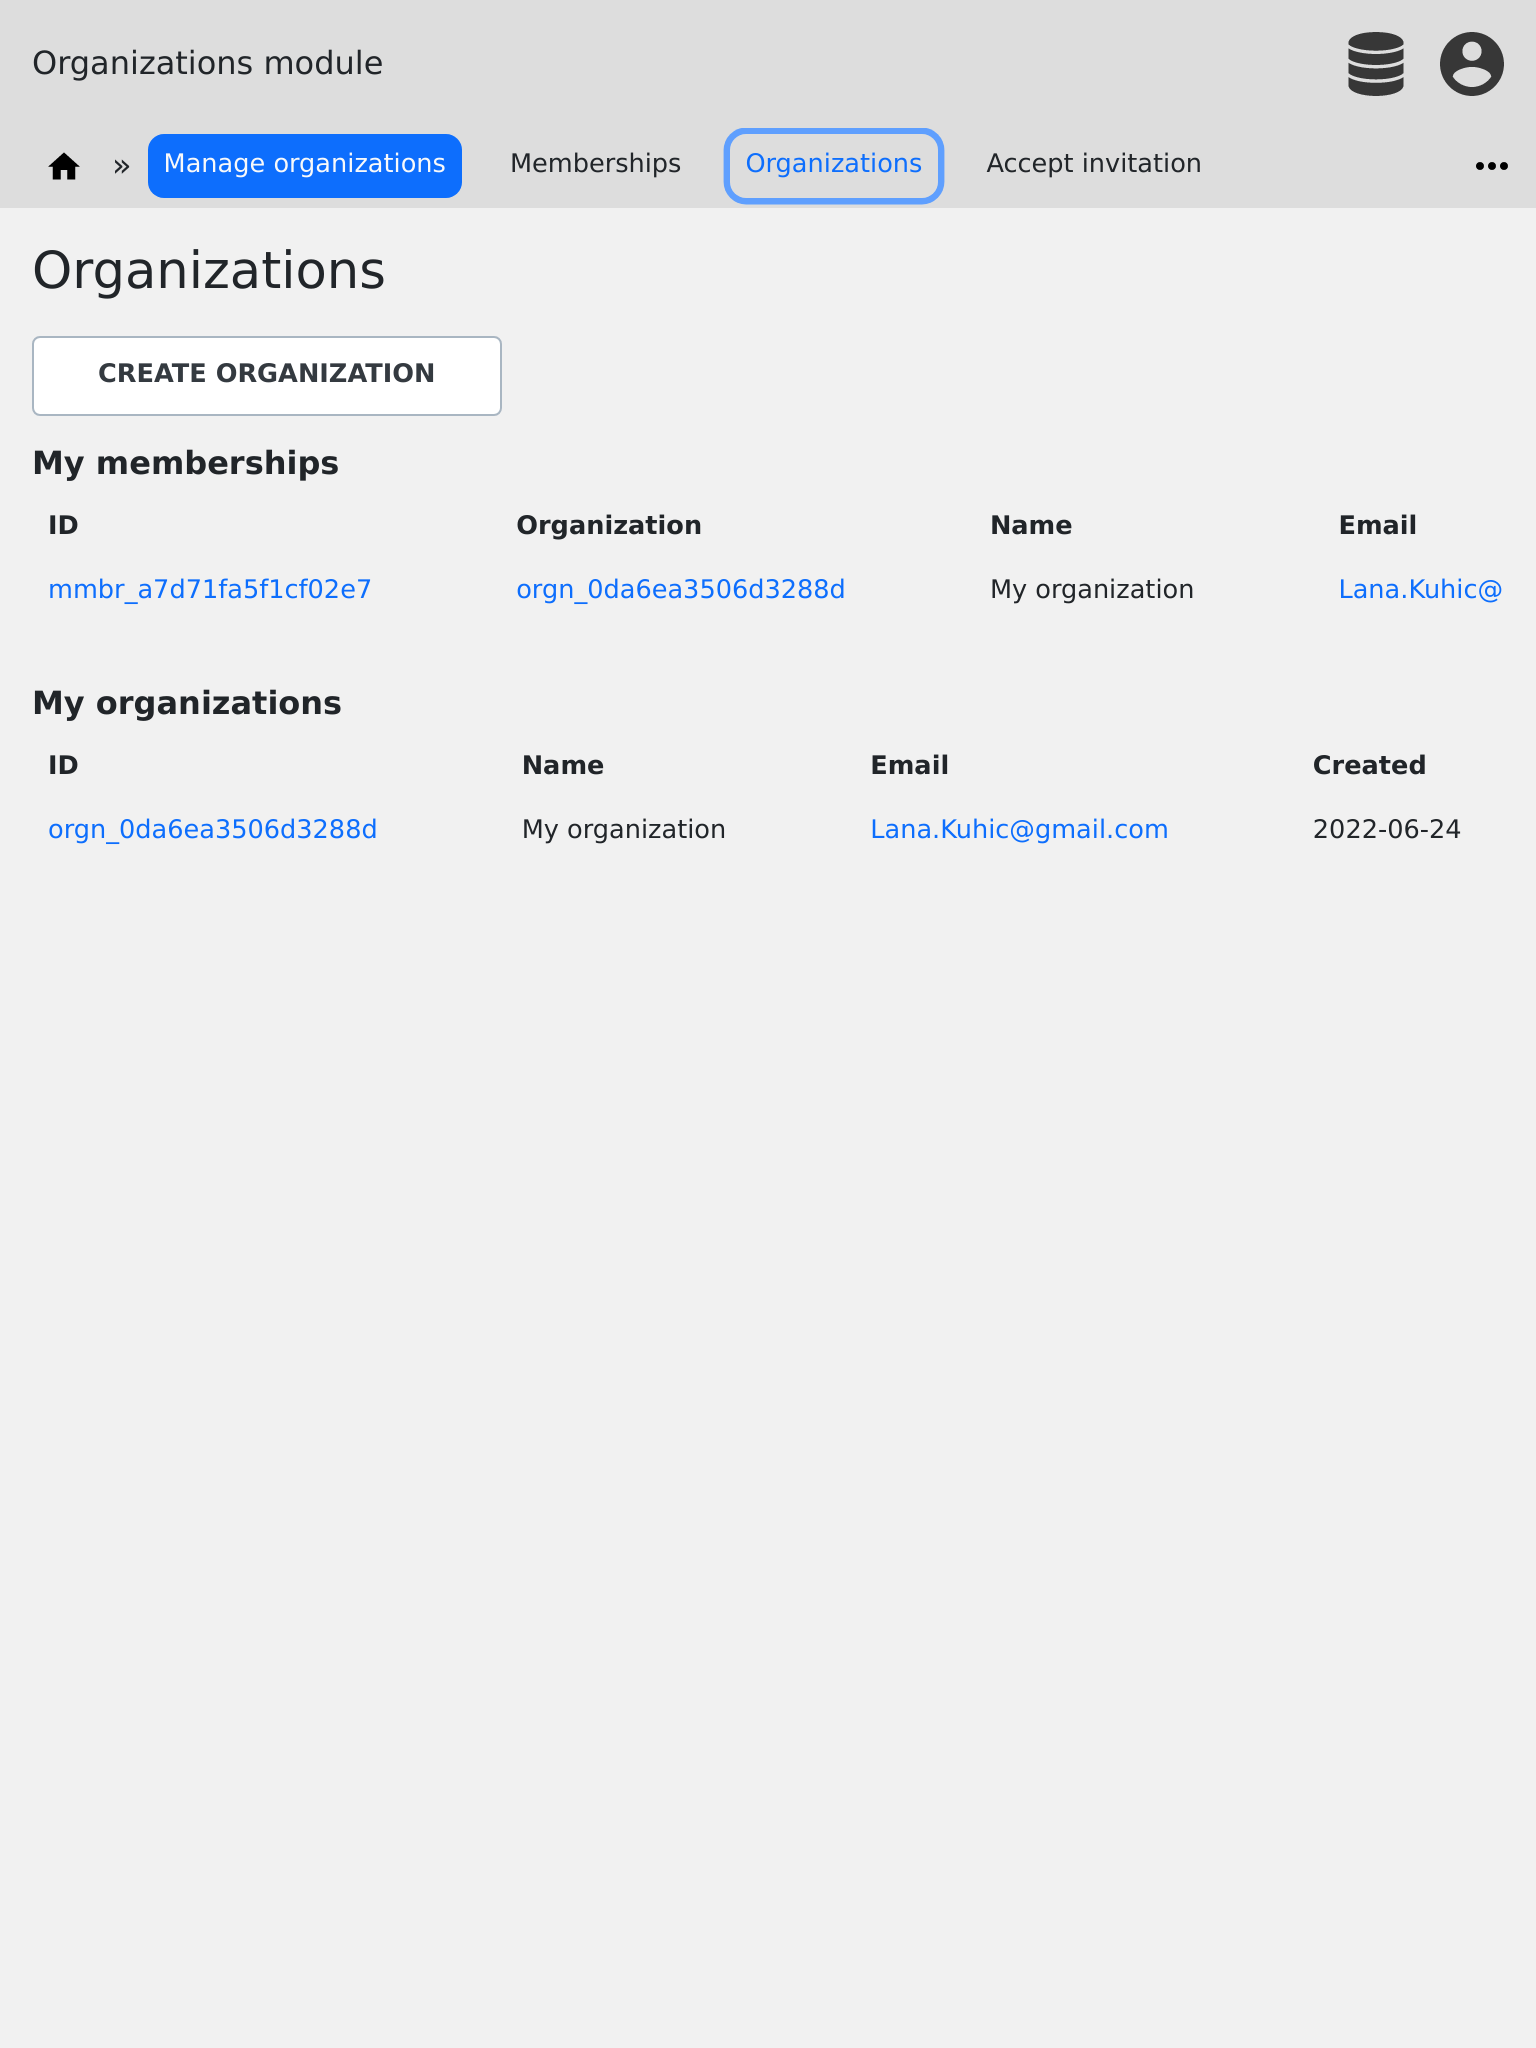 Organizations module
» Manage organizations Memberships Organizations Accept invitation
Organizations
CREATE ORGANIZATION
My memberships
ID Organization Name Email
mmbr_a7d71fa5f1cf02e7 orgn_0da6ea3506d3288d My organization Lana.Kuhic@
My organizations
ID Name Email Created
orgn_0da6ea3506d3288d My organization Lana.Kuhic@gmail.com 2022-06-24